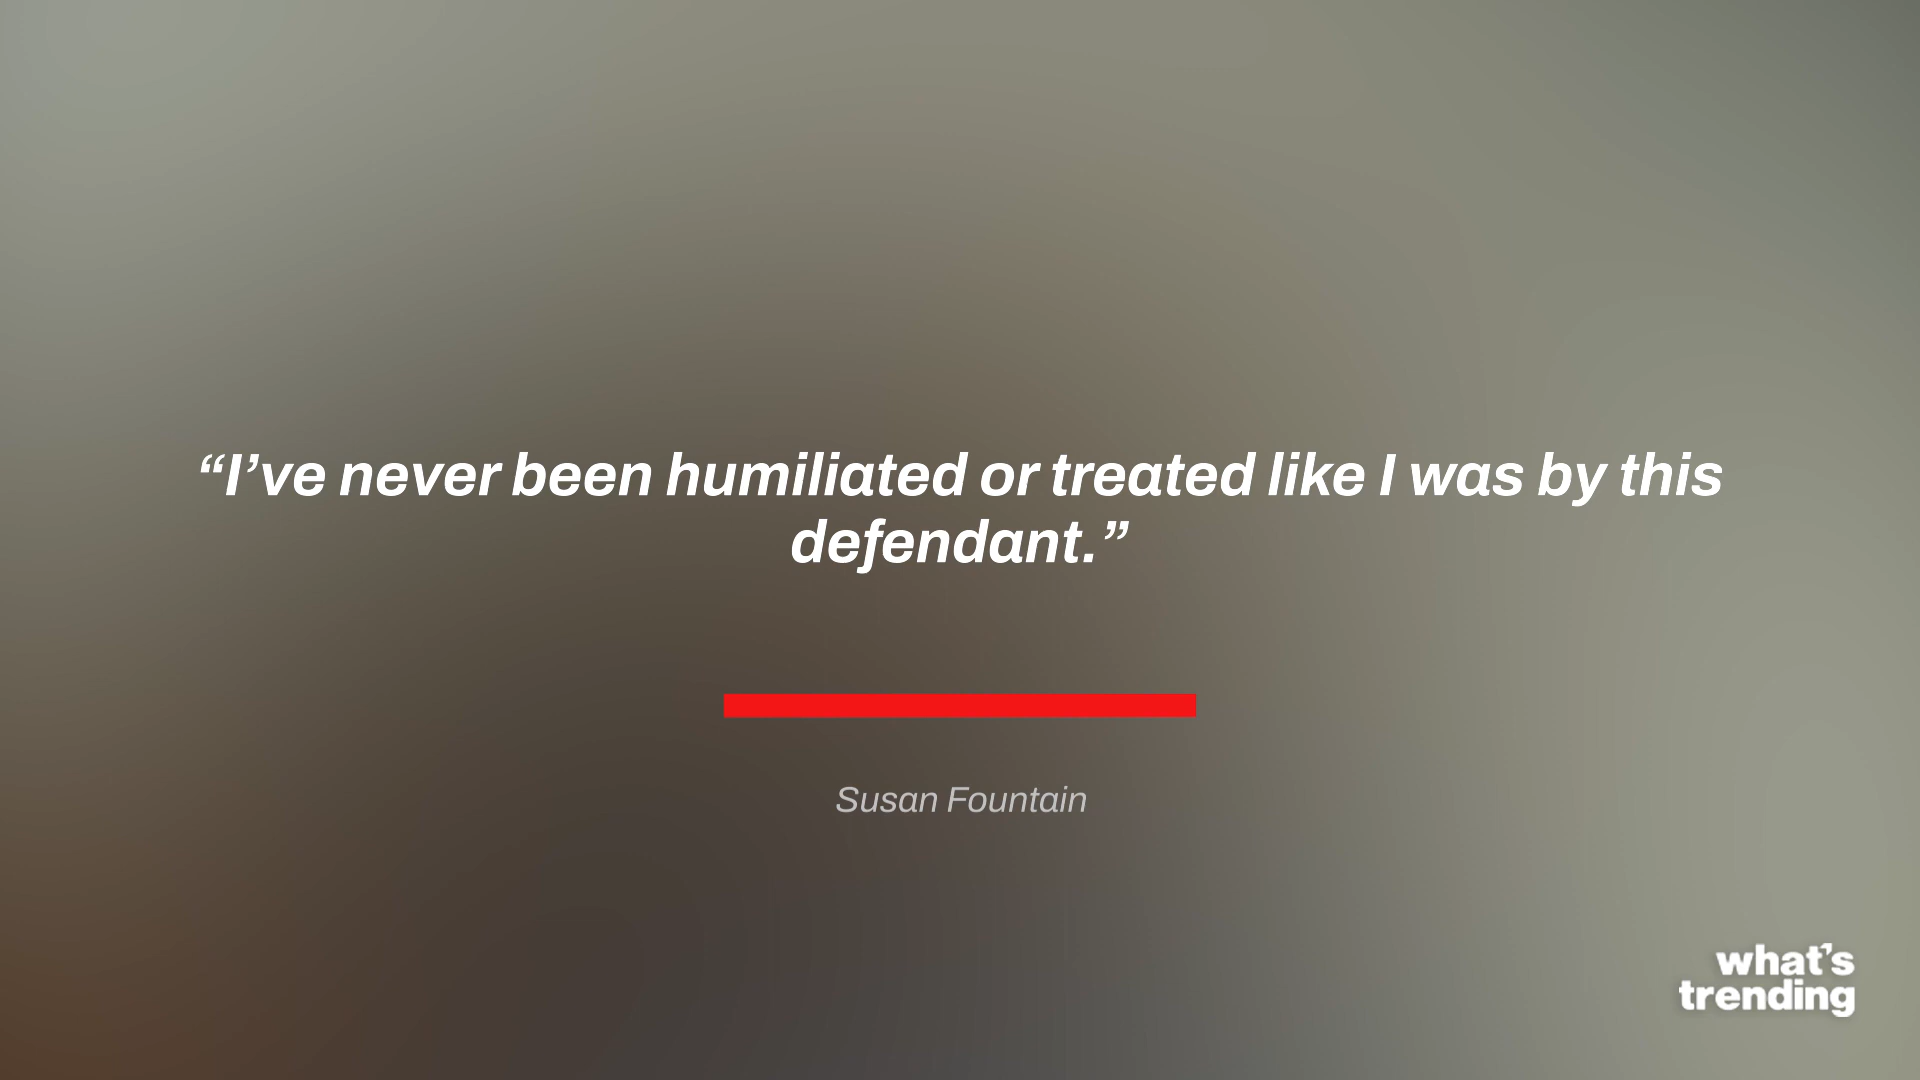 “I’ve never been humiliated or treated like I was by this
defendant.”
Susan Fountain
what’s
trending